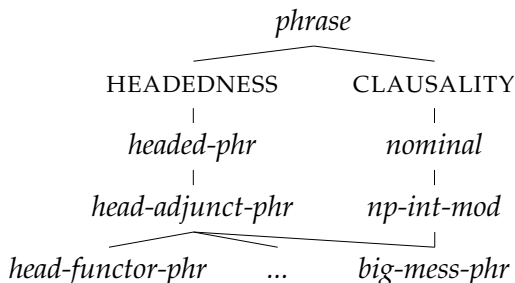 phrase
HEADEDNESS CLAUSALITY
headed-phr nominal
head-adjunct-phr np-int-mod
head-functor-phr ... big-mess-phr